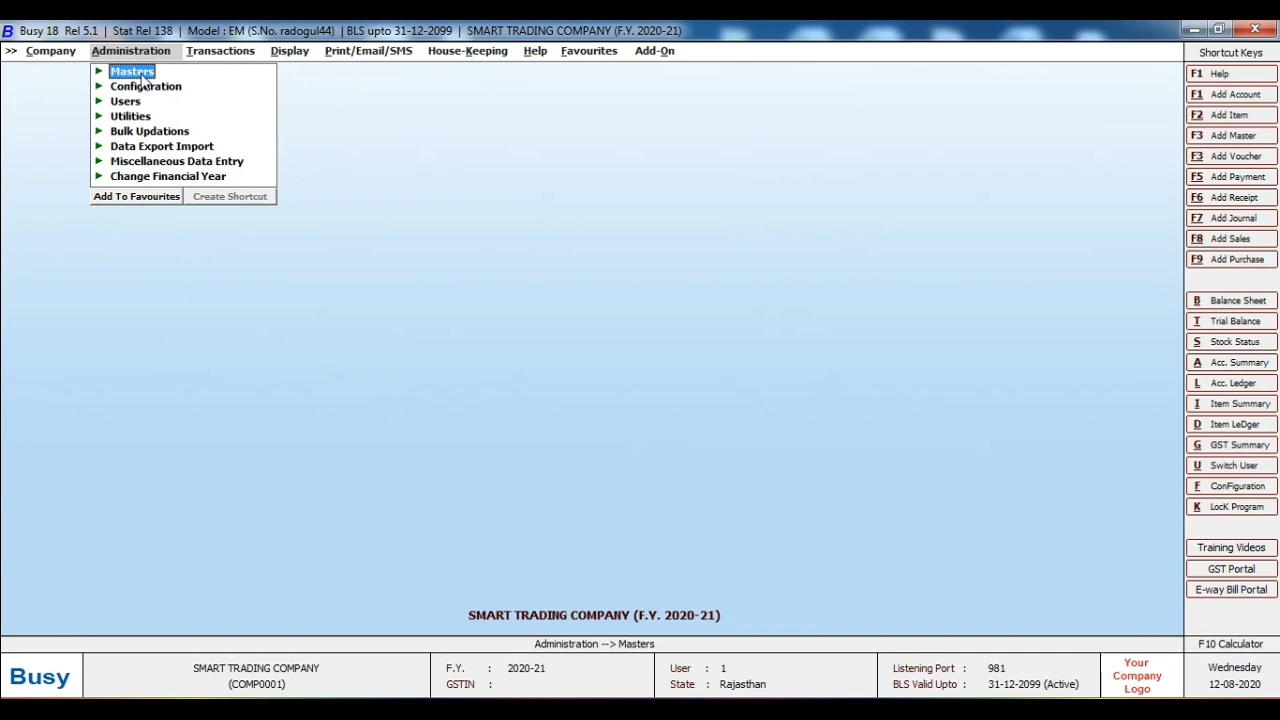 B Busy 18 Rel 5.1 | Stat Rel 138 | Model : EM (S.No. radogul44) | BLS upto 31-12-2099 | SMART TRADING COMPANY (F.Y. 2020-21)
>> Company Administration Transactions Display Print/Email/SMS House-Keeping Help Favourites Add-On
Masters
Configuration
Users
Utilities
Bulk Updations
Data Export Import
Miscellaneous Data Entry
Change Financial Year
Add To Favourites Create Shortcut
Shortcut Keys
F1 Help
F1 Add Account
F2 Add Item
F3 Add Master
F3 Add Voucher
F5 Add Payment
F6 Add Receipt
F7 Add Journal
F8 Add Sales
F9 Add Purchase
B Balance Sheet
T Trial Balance
S Stock Status
A Acc. Summary
L Acc. Ledger
I Item Summary
D Item LeDger
G GST Summary
U Switch User
F ConFiguration
K LocK Program
Training Videos
GST Portal
E-way Bill Portal
SMART TRADING COMPANY (F.Y. 2020-21)
Administration --> Masters
F10 Calculator
Busy
SMART TRADING COMPANY
(COMP0001)
F.Y. : 2020-21
GSTIN :
User : 1
State : Rajasthan
Listening Port : 981
BLS Valid Upto : 31-12-2099 (Active)
Your
Company
Logo
Wednesday
12-08-2020